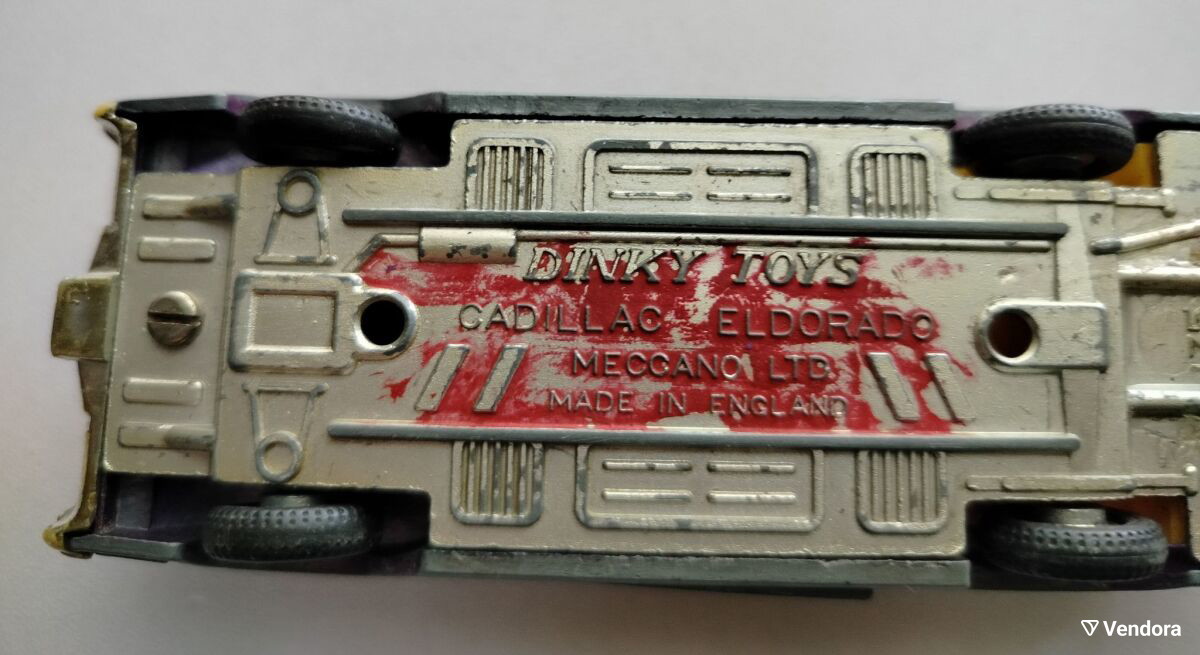 DINKY TOYS
CADILLAC ELDORADO
MECCANO LTD
MADE IN ENGLAND
Vendora